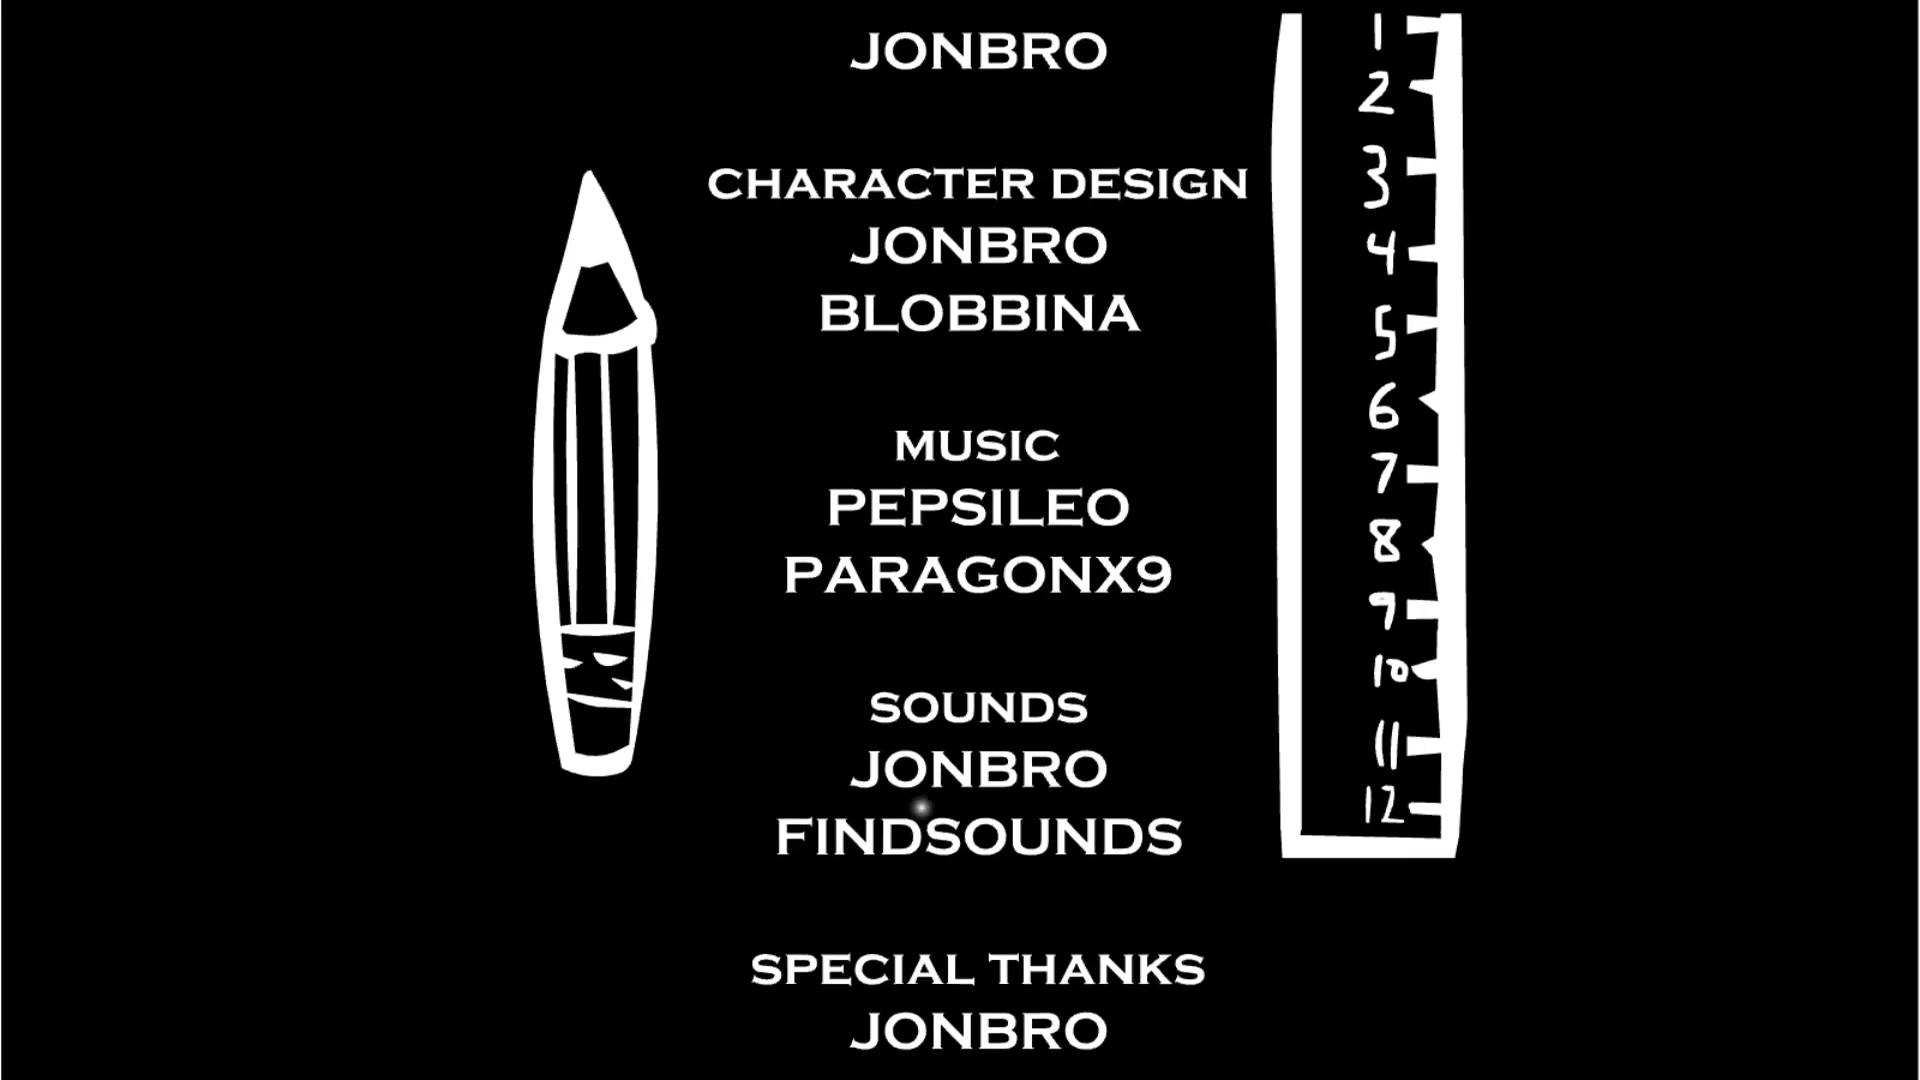 JONBRO
CHARACTER DESIGN
JONBRO
BLOBBINA
MUSIC
PEPSILEO
PARAGONX9
SOUNDS
JONBRO
FINDSOUNDS
SPECIAL THANKS
JONBRO
1
2
3
4
5
6
7
8
9
10
11
12